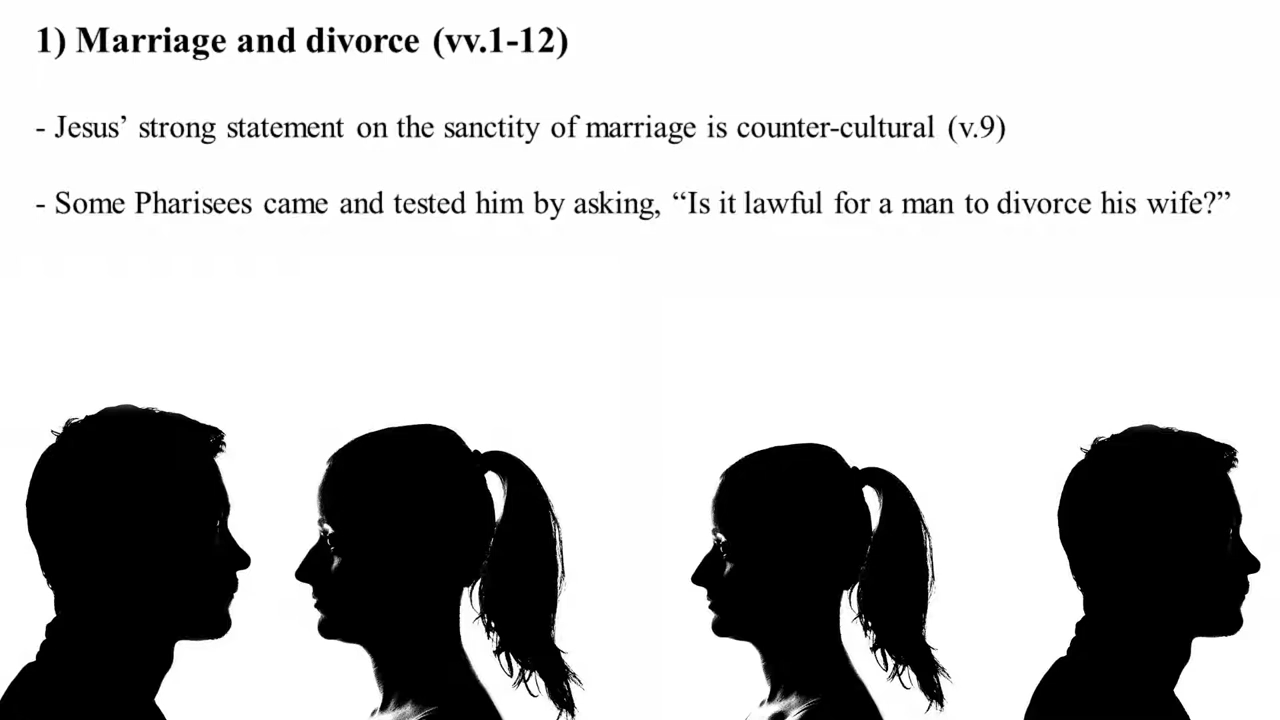 1) Marriage and divorce (vv.1-12)
- Jesus’ strong statement on the sanctity of marriage is counter-cultural (v.9)
- Some Pharisees came and tested him by asking, “Is it lawful for a man to divorce his wife?”